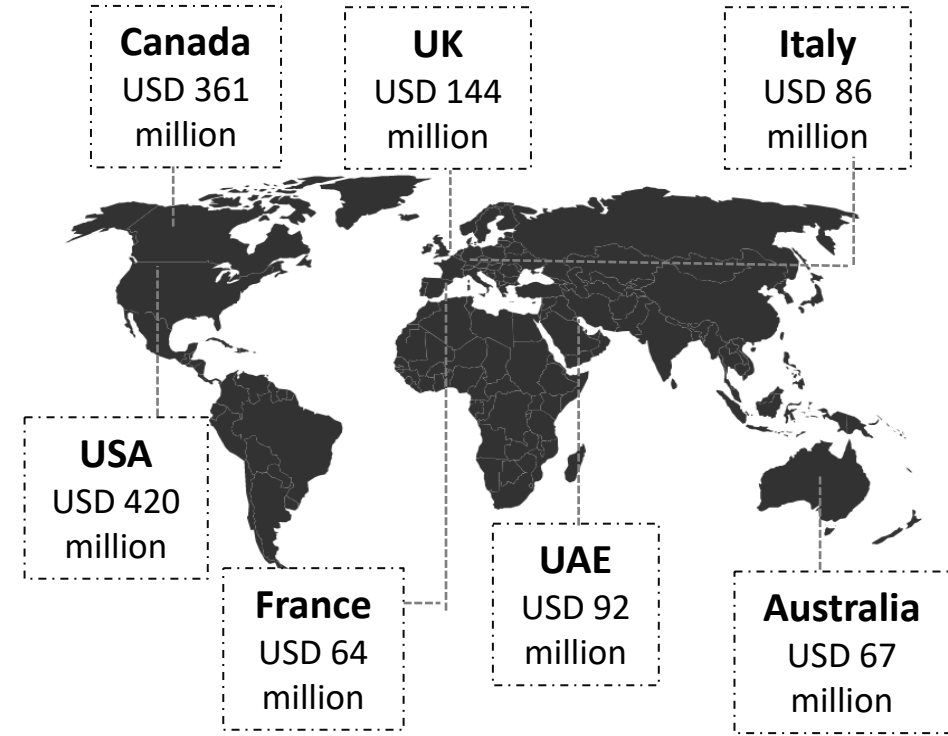 Canada
USD 361
million
UK
USD 144
million
Italy
USD 86
million
USA
USD 420
million
France
USD 64
million
UAE
USD 92
million
Australia
USD 67
million